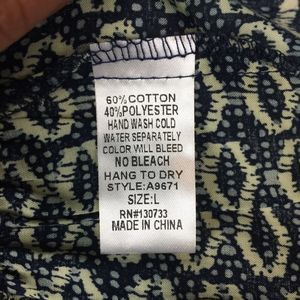 60%COTTON
40%POLYESTER
HAND WASH COLD
WATER SEPARATELY
COLOR WILL BLEED
NO BLEACH
HANG TO DRY
STYLE:A9671
SIZE:L
RN#130733
MADE IN CHINA